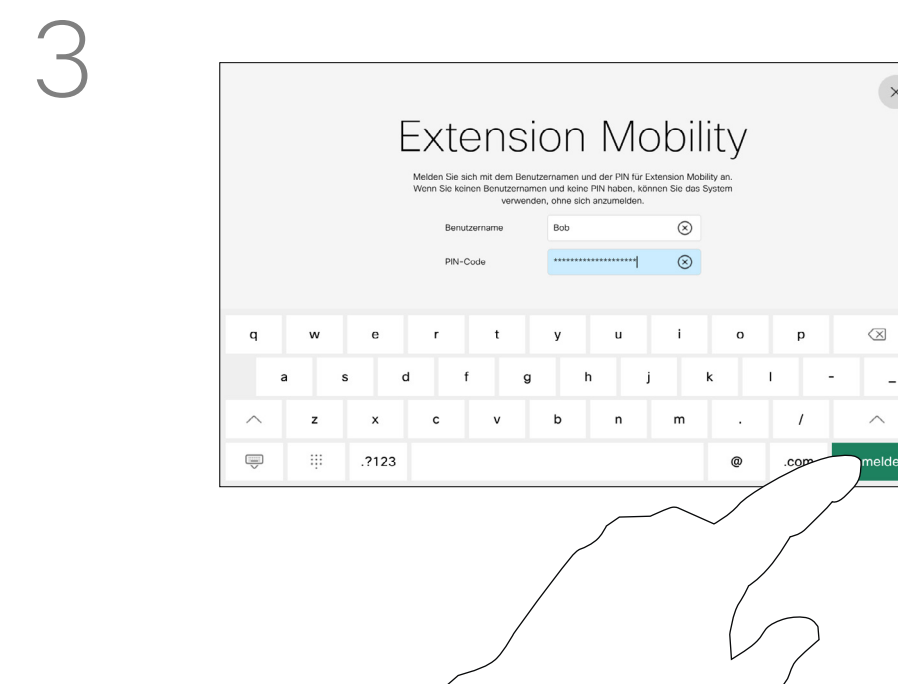 3
Extension Mobility
Melden Sie sich mit dem Benutzernamen und der PIN für Extension Mobility an.
Wenn Sie keinen Benutzernamen und keine PIN haben, können Sie das System
verwenden, ohne sich anzumelden.
Benutzername Bob
PIN-Code ********************
q w e r t y u i o p
a s d f g h j k l - _
z x c v b n m . /
.?123 @ .com melde